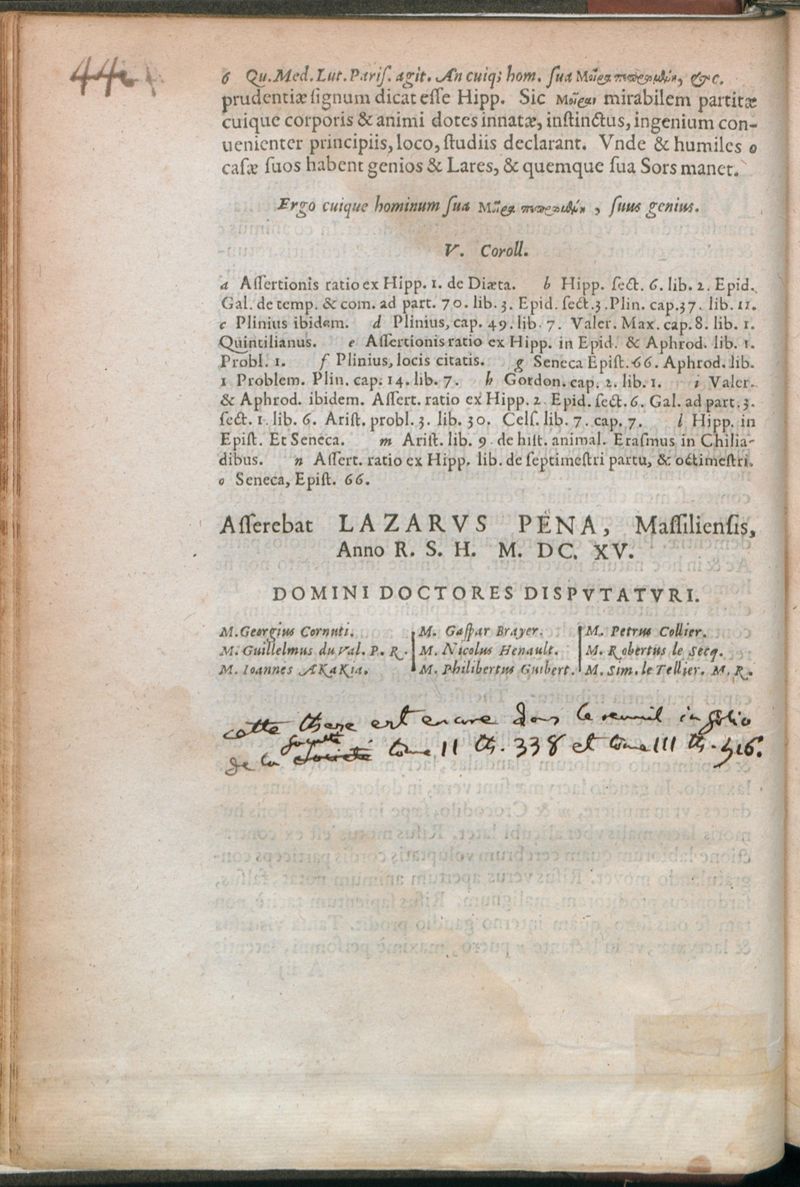 442
6 Qu. Med. Lut. Paris. agit. An cuiq; hom. sua Μοῖρα πεπρωμένη, &c.
prudentiæ signum dicat esse Hipp. Sic Μοῖραι mirabilem partitæ
cuique corporis & animi dotes innatæ, instinctus, ingenium con-
uenienter principiis, loco, studiis declarant. Vnde & humiles o
casæ suos habent genios & Lares, & quemque sua Sors manet.
Ergo cuique hominum sua Μοῖρα πεπρωμένη, suus genius.
V. Coroll.
a Assertionis ratio ex Hipp. 1. de Diæta. b Hipp. sect. 6. lib. 2. Epid.
Gal. de temp. & com. ad part. 70. lib. 3. Epid. sect. 3. Plin. cap. 37. lib. 11.
c Plinius ibidem. d Plinius, cap. 49. lib. 7. Valer. Max. cap. 8. lib. 1.
Quintilianus. e Assertionis ratio ex Hipp. in Epid. & Aphrod. lib. 1.
Probl. 1. f Plinius, locis citatis. g Seneca Epist. 66. Aphrod. lib.
1 Problem. Plin. cap. 14. lib. 7. h Gordon. cap. 2. lib. 1. i Valer.
& Aphrod. ibidem. Assert. ratio ex Hipp. 2 Epid. sect. 6. Gal. ad part. 3.
sect. 1. lib. 6. Arist. probl. 3. lib. 30. Cels. lib. 7. cap. 7. l Hipp. in
Epist. Et Seneca. m Arist. lib. 9. de hist. animal. Erasmus in Chilia-
dibus. n Assert. ratio ex Hipp. lib. de septimestri partu, & octimestri.
o Seneca, Epist. 66.
Asserebat LAZARVS PENA, Massiliensis,
Anno R. S. H. M. DC. XV.
DOMINI DOCTORES DISPVTATVRI.
M. Georgius Cornuti. M. Gaspar Brayer. M. Petrus Collier.
M. Guillelmus du Val. P. R. M. Nicolus Henault. M. Robertus le Secq.
M. Ioannes AKaKia. M. Philibertus Guibert. M. Sim. le Tellier. M. R.
cette these est encore dans le recueil in folio
de la faculté tome 11 th. 338 et tome III th. 516.